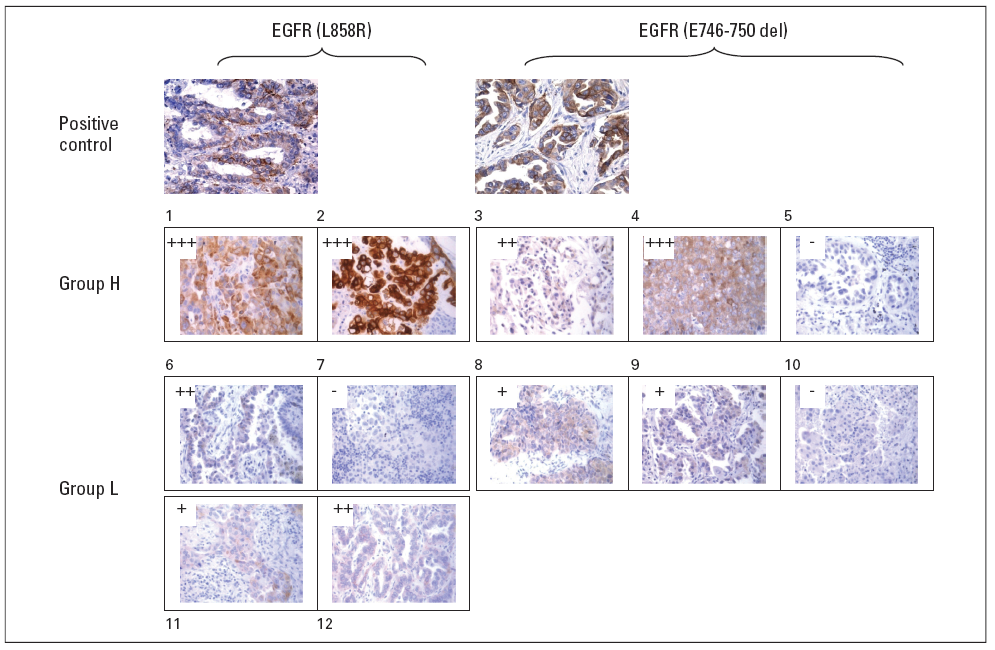 EGFR (L858R)
EGFR (E746-750 del)
Positive
control
1 2 3 4 5
Group H
+++ +++ ++ +++ -
6 7 8 9 10
Group L
++ - + + -
+ ++
11 12